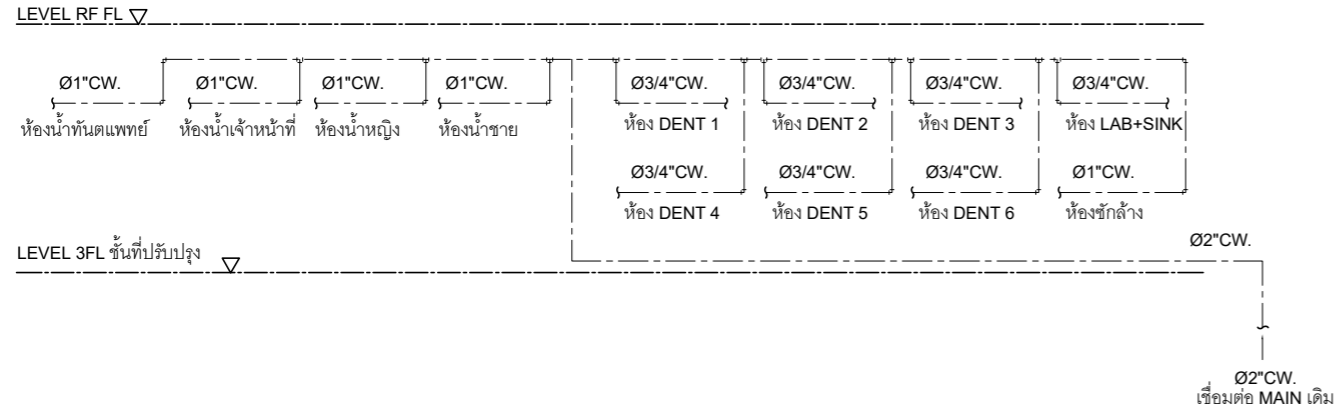 LEVEL RF FL
Ø1"CW. Ø1"CW. Ø1"CW. Ø1"CW. Ø3/4"CW. Ø3/4"CW. Ø3/4"CW. Ø3/4"CW.
ห้องน้ำทันตแพทย์ ห้องน้ำเจ้าหน้าที่ ห้องน้ำหญิง ห้องน้ำชาย ห้อง DENT 1 ห้อง DENT 2 ห้อง DENT 3 ห้อง LAB+SINK
Ø3/4"CW. Ø3/4"CW. Ø3/4"CW. Ø1"CW.
ห้อง DENT 4 ห้อง DENT 5 ห้อง DENT 6 ห้องซักล้าง
LEVEL 3FL ชั้นที่ปรับปรุง
Ø2"CW.
Ø2"CW.
เชื่อมต่อ MAIN เดิม